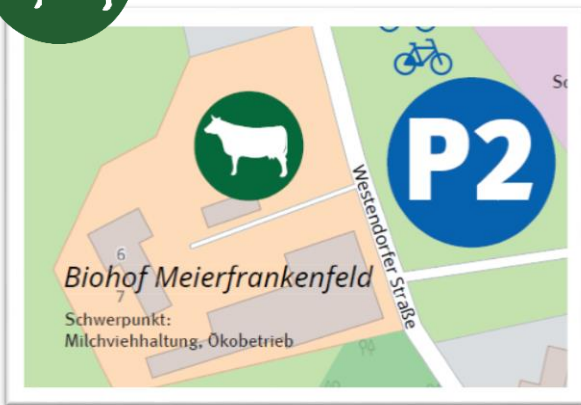 P2
Westendorfer Straße
6
Biohof Meierfrankenfeld
7
Schwerpunkt:
Milchviehhaltung, Ökobetrieb